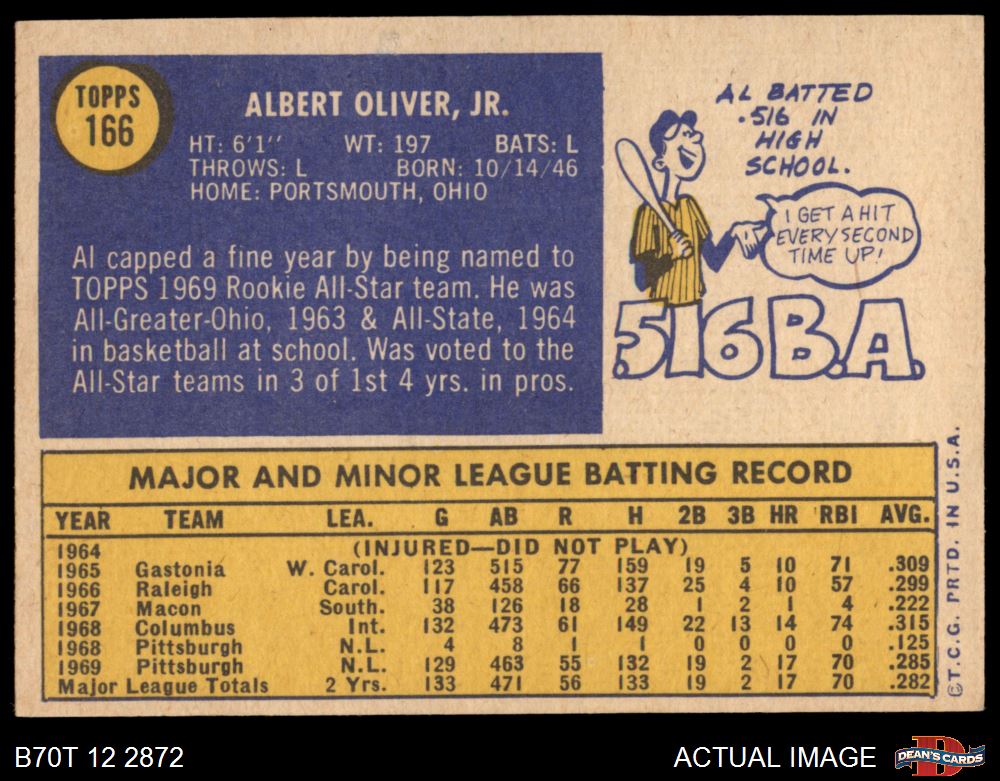 TOPPS
166
ALBERT OLIVER, JR.
HT: 6'1'' WT: 197 BATS: L
THROWS: L BORN: 10/14/46
HOME: PORTSMOUTH, OHIO
Al capped a fine year by being named to
TOPPS 1969 Rookie All-Star team. He was
All-Greater-Ohio, 1963 & All-State, 1964
in basketball at school. Was voted to the
All-Star teams in 3 of 1st 4 yrs. in pros.
AL BATTED
.516 IN
HIGH
SCHOOL.
I GET A HIT
EVERY SECOND
TIME UP!
.516 B.A.
MAJOR AND MINOR LEAGUE BATTING RECORD
YEAR TEAM LEA. G AB R H 2B 3B HR RBI AVG.
1964 (INJURED—DID NOT PLAY)
1965 Gastonia W. Carol. 123 515 77 159 19 5 10 71 .309
1966 Raleigh Carol. 117 458 66 137 25 4 10 57 .299
1967 Macon South. 38 126 18 28 1 2 1 4 .222
1968 Columbus Int. 132 473 61 149 22 13 14 74 .315
1968 Pittsburgh N.L. 4 8 1 1 0 0 0 0 .125
1969 Pittsburgh N.L. 129 463 55 132 19 2 17 70 .285
Major League Totals 2 Yrs. 133 471 56 133 19 2 17 70 .282
©T.C.G. PRTD. IN U.S.A.
B70T 12 2872
ACTUAL IMAGE
D
DEAN'S CARDS